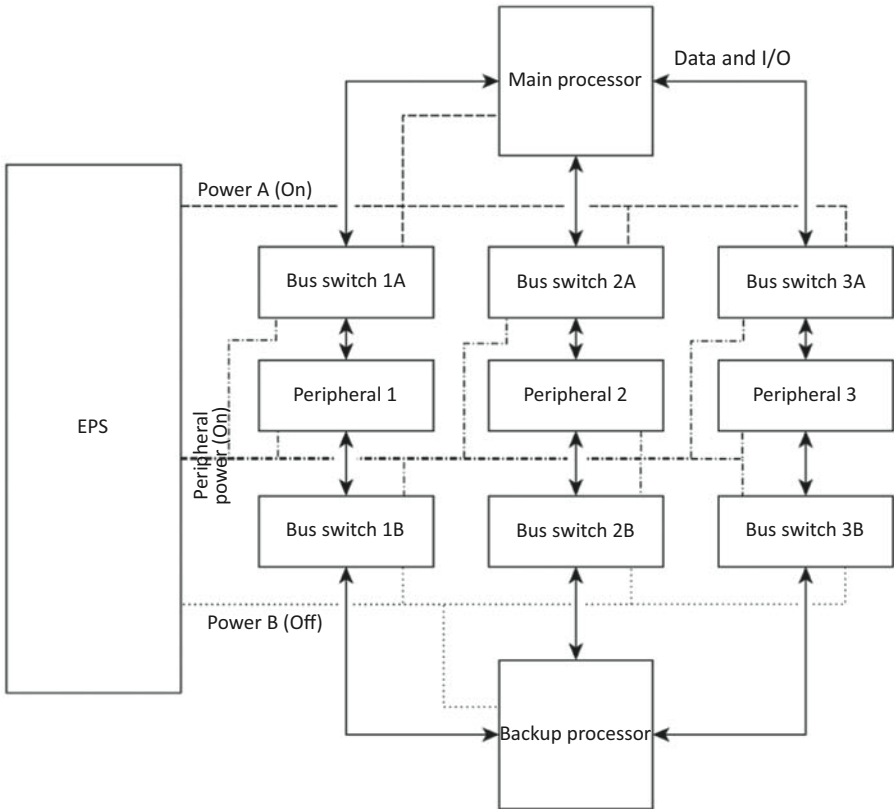 Main processor
Data and I/O
Power A (On)
Bus switch 1A
Bus switch 2A
Bus switch 3A
Peripheral 1
Peripheral 2
Peripheral 3
EPS
Peripheral
power (On)
Bus switch 1B
Bus switch 2B
Bus switch 3B
Power B (Off)
Backup processor